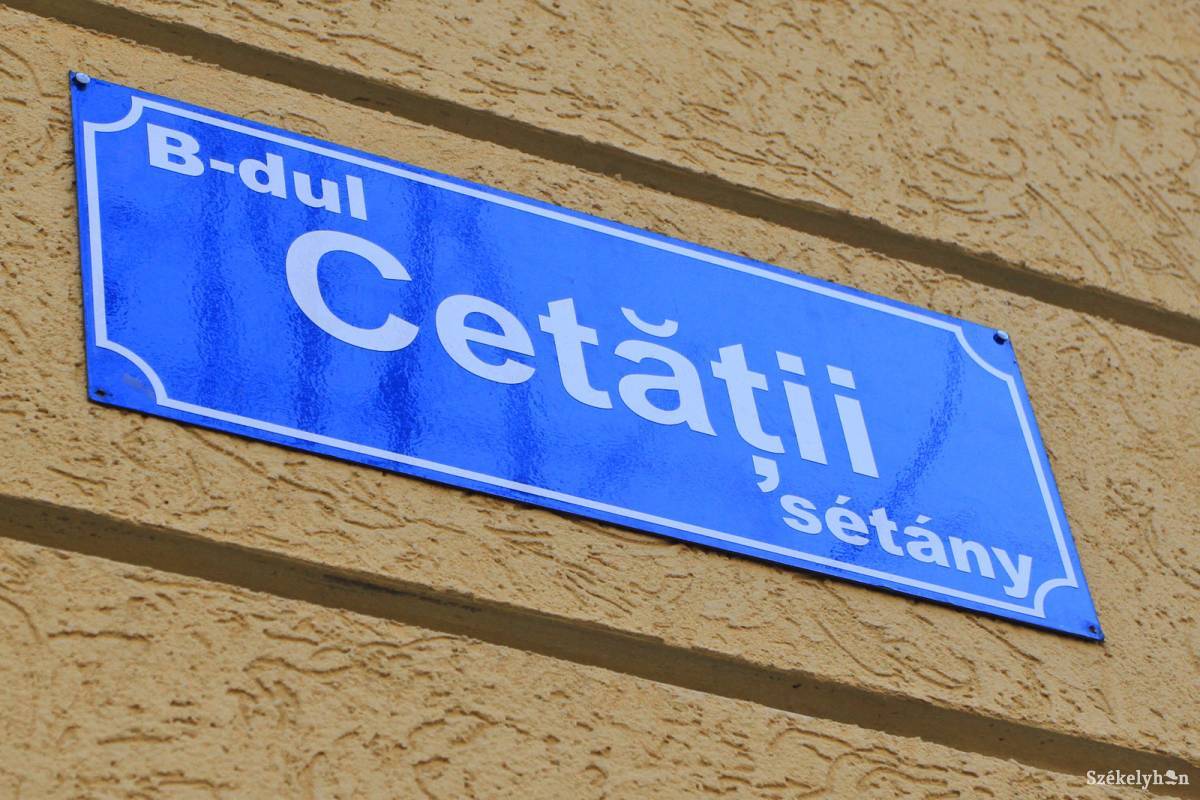 B-dul
Cetății
sétány
Székelyhon